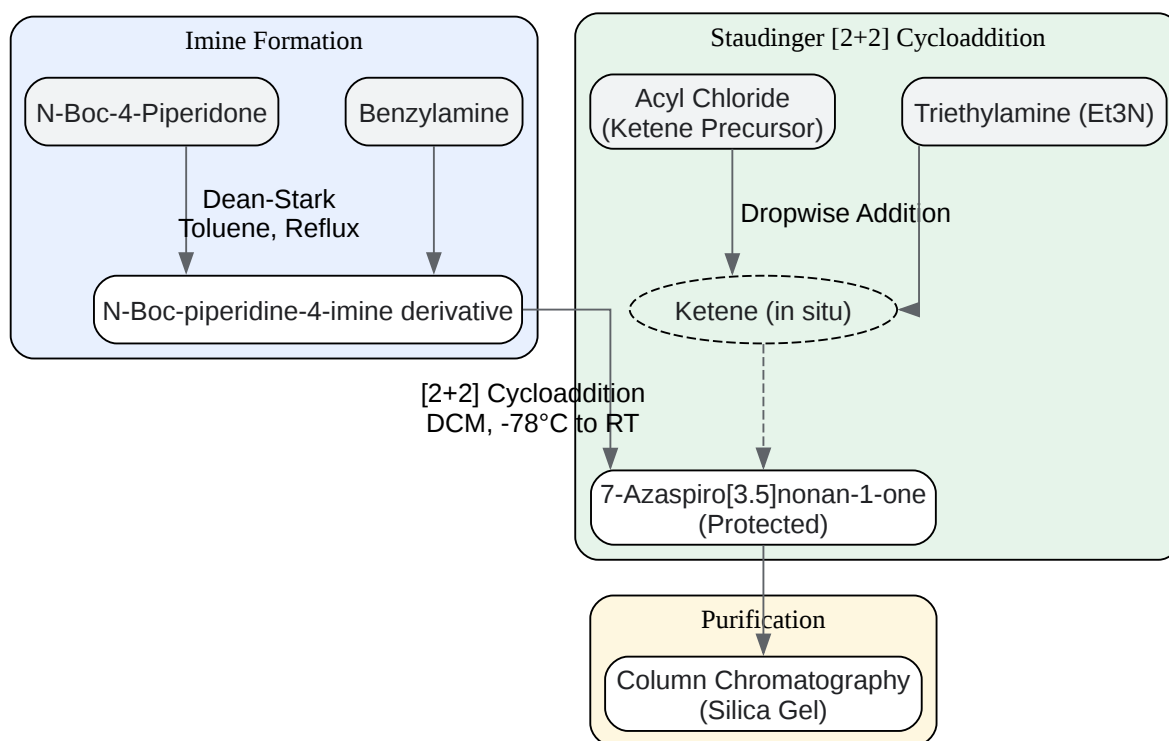 Imine Formation
N-Boc-4-Piperidone
Benzylamine
Dean-Stark
Toluene, Reflux
N-Boc-piperidine-4-imine derivative
Staudinger [2+2] Cycloaddition
Acyl Chloride
(Ketene Precursor)
Triethylamine (Et3N)
Dropwise Addition
Ketene (in situ)
[2+2] Cycloaddition
DCM, -78°C to RT
7-Azaspiro[3.5]nonan-1-one
(Protected)
Purification
Column Chromatography
(Silica Gel)